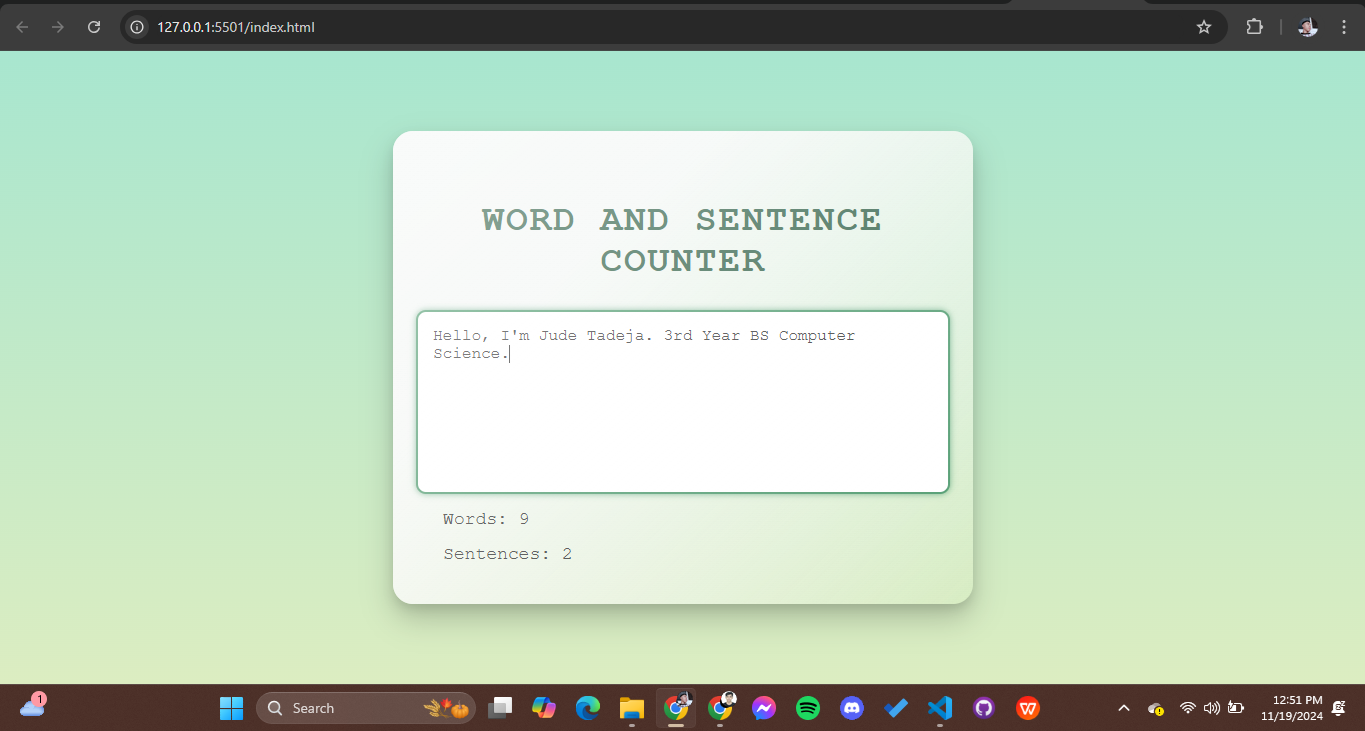 127.0.0.1:5501/index.html
WORD AND SENTENCE
COUNTER
Hello, I'm Jude Tadeja. 3rd Year BS Computer
Science.
Words: 9
Sentences: 2
1
Search
W
12:51 PM
11/19/2024